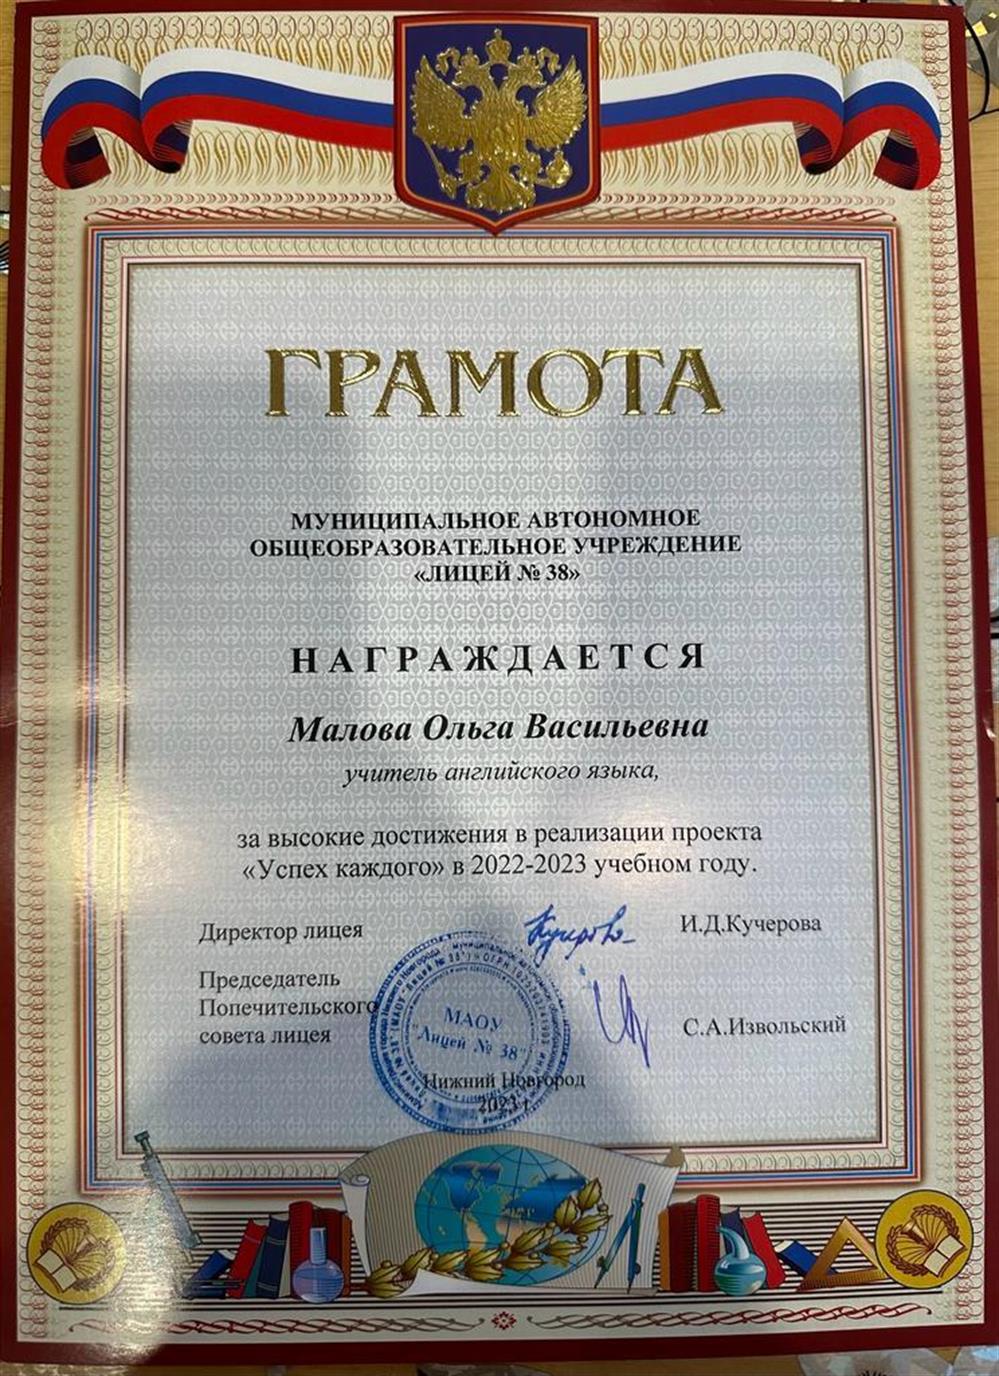 ГРАМОТА
МУНИЦИПАЛЬНОЕ АВТОНОМНОЕ
ОБЩЕОБРАЗОВАТЕЛЬНОЕ УЧРЕЖДЕНИЕ
«ЛИЦЕЙ № 38»
НАГРАЖДАЕТСЯ
Малова Ольга Васильевна
учитель английского языка,
за высокие достижения в реализации проекта
«Успех каждого» в 2022-2023 учебном году.
Директор лицея
И.Д.Кучерова
Председатель
Попечительского
совета лицея
С.А.Извольский
МАОУ
"Лицей № 38"
Нижний Новгород
2023 г.